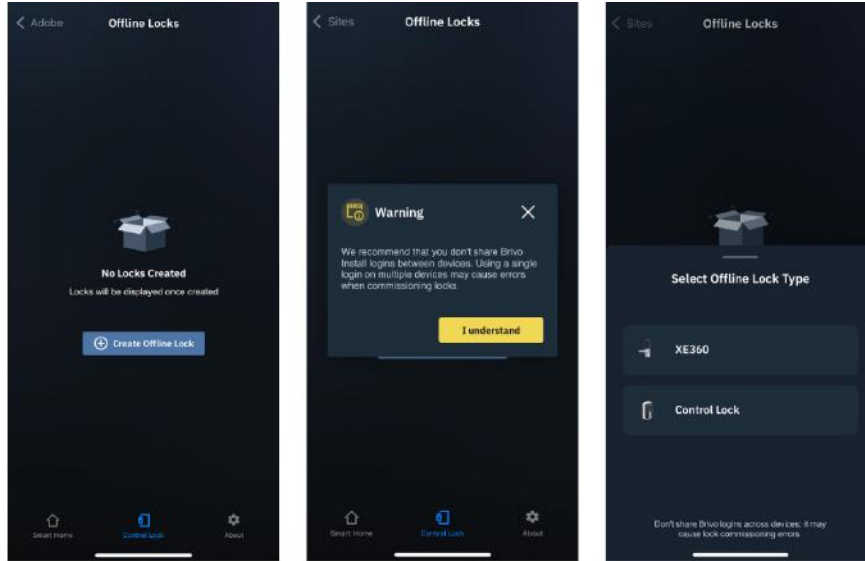 Adobe
Offline Locks
No Locks Created
Locks will be displayed once created
Create Offline Lock
Smart Home
Control Lock
About
Sites
Offline Locks
Warning
We recommend that you don't share Brivo
Install logins between devices. Using a single
login on multiple devices may cause errors
when commissioning locks.
I understand
Smart Home
Control Lock
About
Sites
Offline Locks
Select Offline Lock Type
XE360
Control Lock
Don't share Brivo logins across devices; it may
cause lock commissioning errors